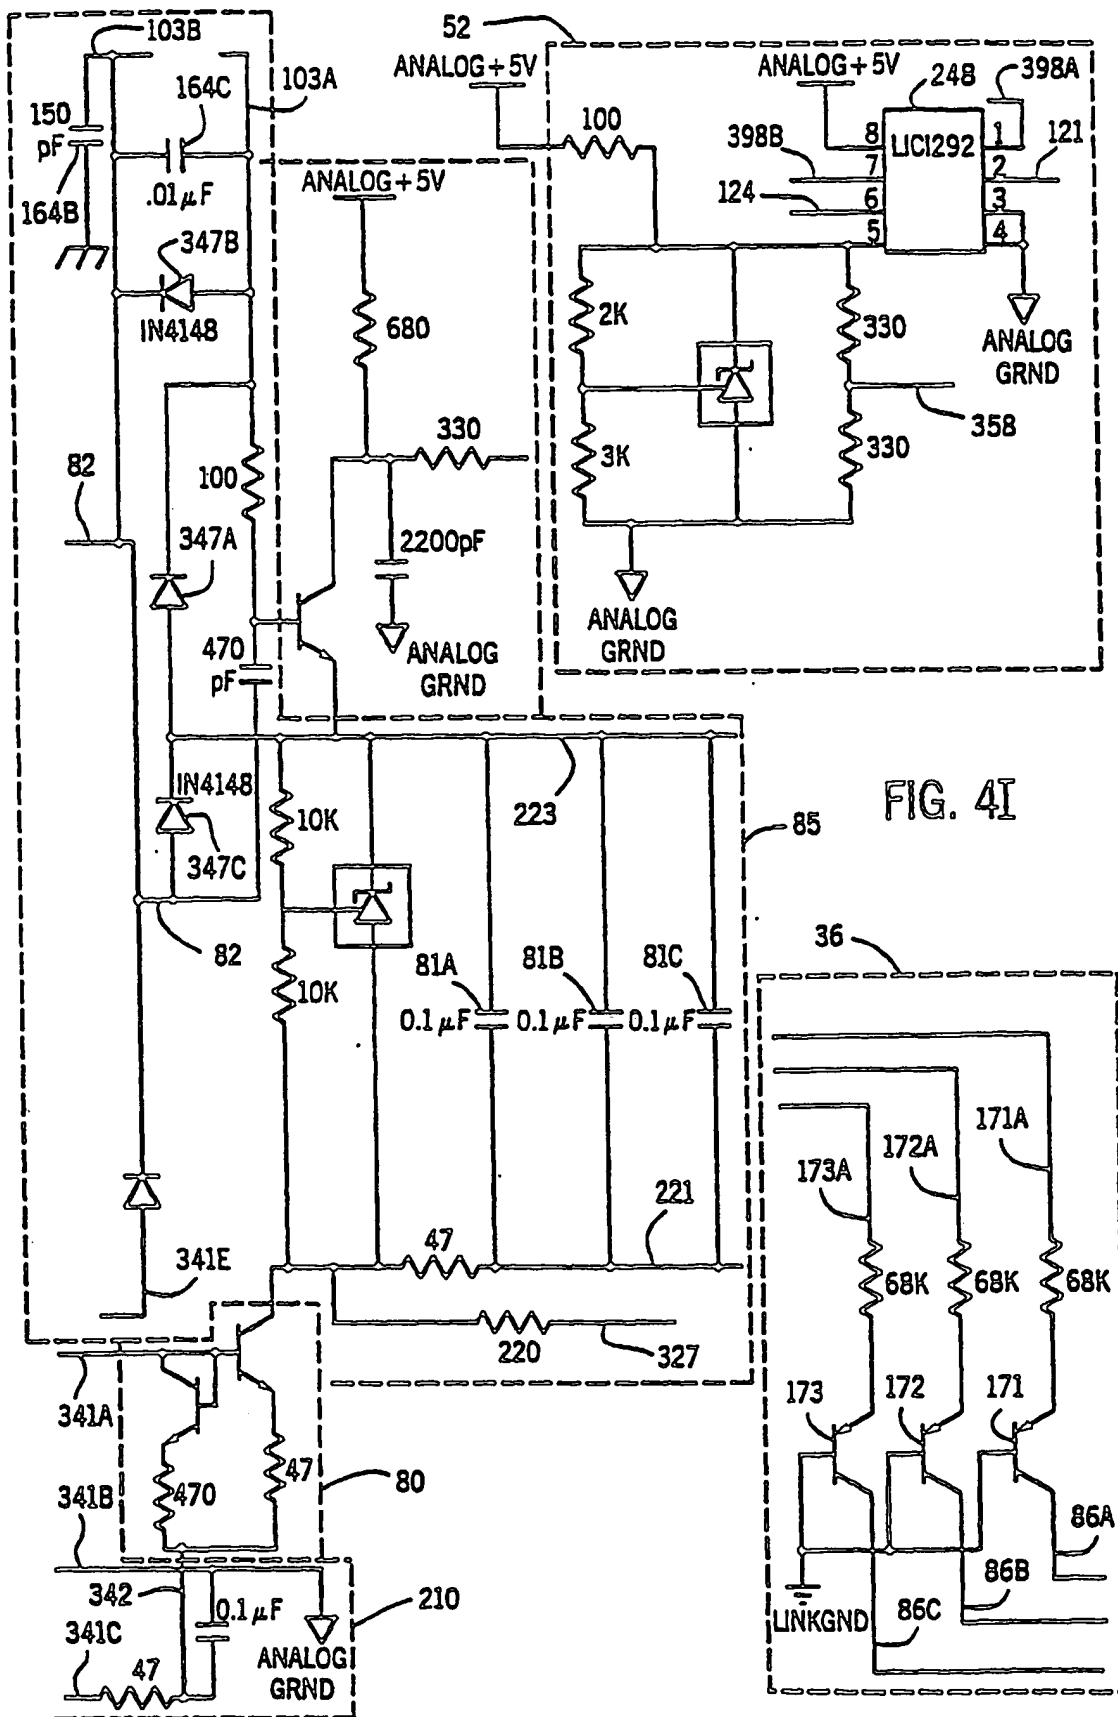 103B
52
ANALOG+5V
ANALOG+5V
248
398A
164C
103A
150
pF
100
398B
8
LICI292
1
7
2
121
.01µF
ANALOG+5V
164B
124
6
3
5
4
347B
IN4148
680
2K
330
ANALOG
GRND
358
330
3K
330
82
100
347A
2200pF
ANALOG
GRND
470
pF
ANALOG
GRND
IN4148
10K
223
85
FIG. 4I
347C
82
36
10K
81A
81B
81C
0.1µF
0.1µF
0.1µF
171A
172A
173A
221
47
341E
68K
68K
68K
220
327
173
172
171
341A
470
47
80
341B
86A
342
0.1µF
210
86B
LINKGND
86C
341C
47
ANALOG
GRND